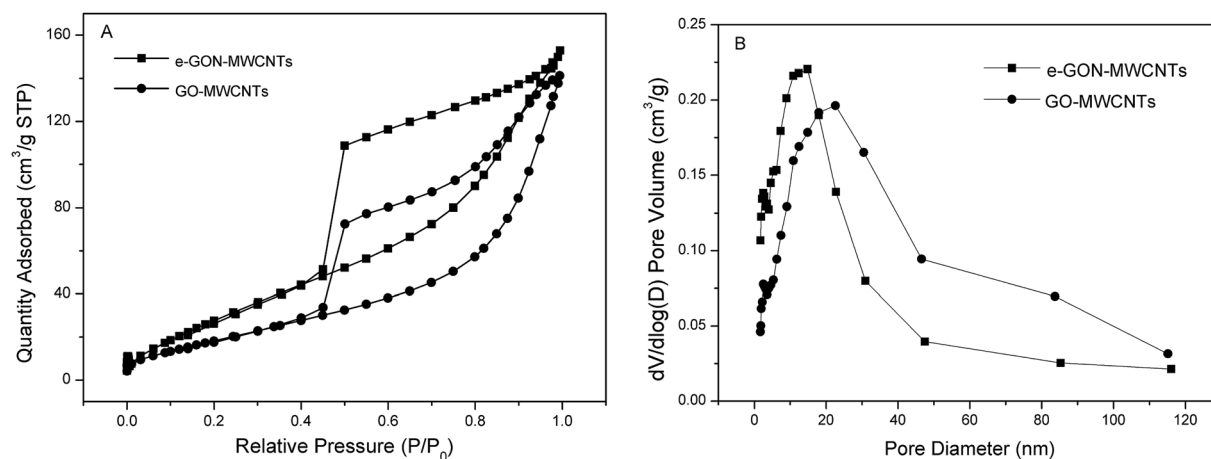 A
e-GON-MWCNTs
GO-MWCNTs
160
120
80
40
0
0.0 0.2 0.4 0.6 0.8 1.0
Quantity Adsorbed (cm³/g STP)
Relative Pressure (P/P₀)
B
e-GON-MWCNTs
GO-MWCNTs
0.25
0.20
0.15
0.10
0.05
0.00
0 20 40 60 80 100 120
dV/dlog(D) Pore Volume (cm³/g)
Pore Diameter (nm)